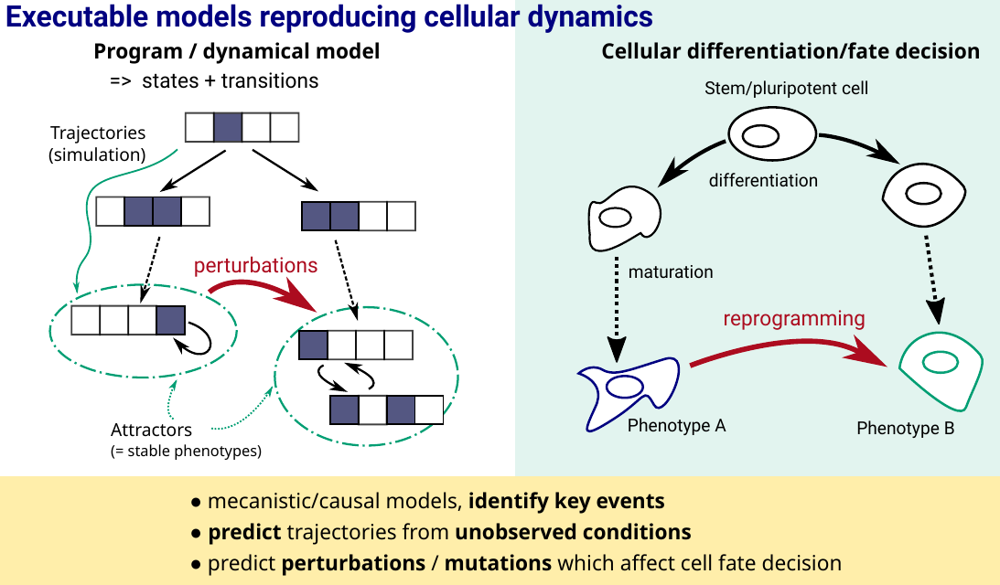 Executable models reproducing cellular dynamics
Program / dynamical model
=> states + transitions
Trajectories
(simulation)
perturbations
Attractors
(= stable phenotypes)
Cellular differentiation/fate decision
Stem/pluripotent cell
differentiation
maturation
reprogramming
Phenotype A
Phenotype B
● mecanistic/causal models, identify key events
● predict trajectories from unobserved conditions
● predict perturbations / mutations which affect cell fate decision